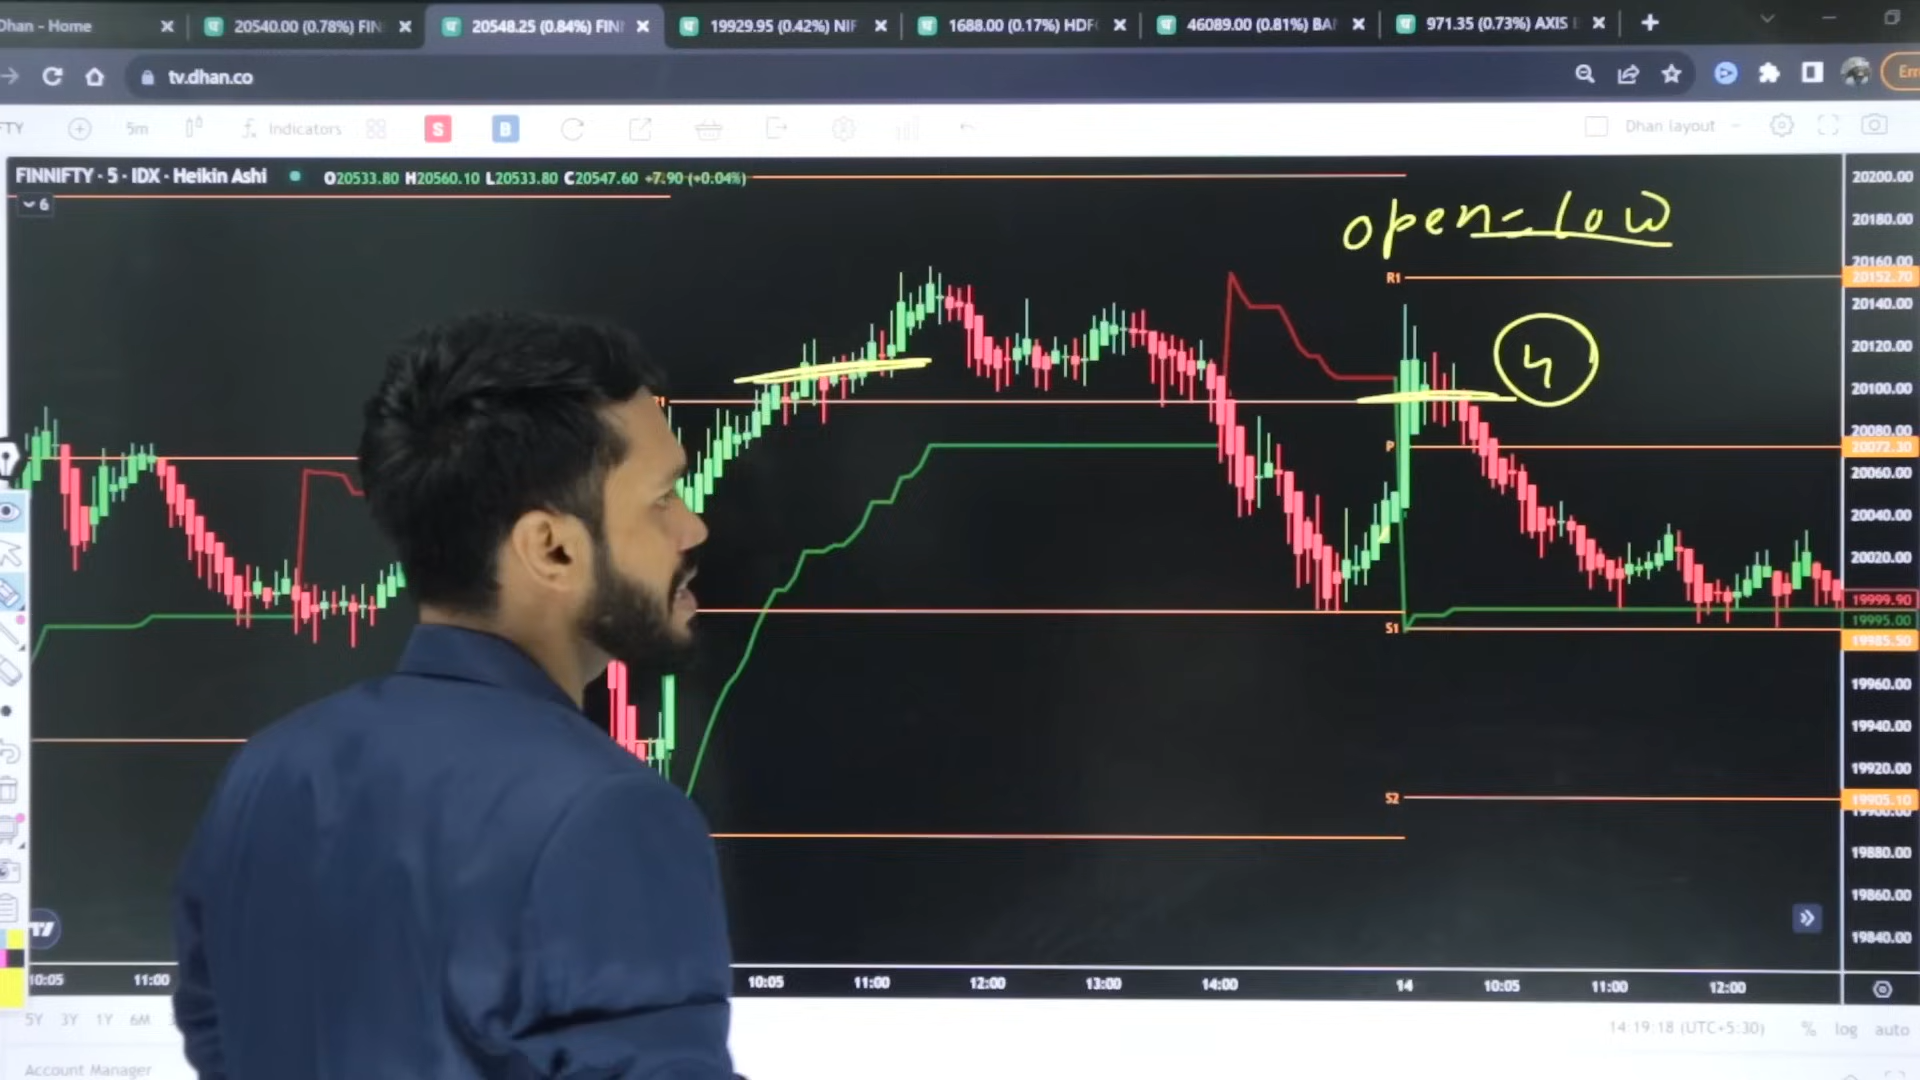 Dhan - Home
20540.00 (0.78%) FIN
20548.25 (0.84%) FIN
19929.95 (0.42%) NIF
1688.00 (0.17%) HDF
46089.00 (0.81%) BA
971.35 (0.73%) AXIS
tv.dhan.co
Err
TY
5m
Indicators
S
B
Dhan layout
FINNIFTY · 5 · IDX · Heikin Ashi
O20533.80 H20560.10 L20533.80 C20547.60 +7.90 (+0.04%)
6
open=low
4
R1
P
S1
S2
20200.00
20180.00
20160.00
20152.70
20140.00
20120.00
20100.00
20080.00
20072.30
20060.00
20040.00
20020.00
19999.90
19995.00
19985.50
19960.00
19940.00
19920.00
19905.10
19900.00
19880.00
19860.00
19840.00
10:05 11:00 10:05 11:00 12:00 13:00 14:00 14 10:05 11:00 12:00
5Y 3Y 1Y 6M
14:19:18 (UTC+5:30) % log auto
Account Manager